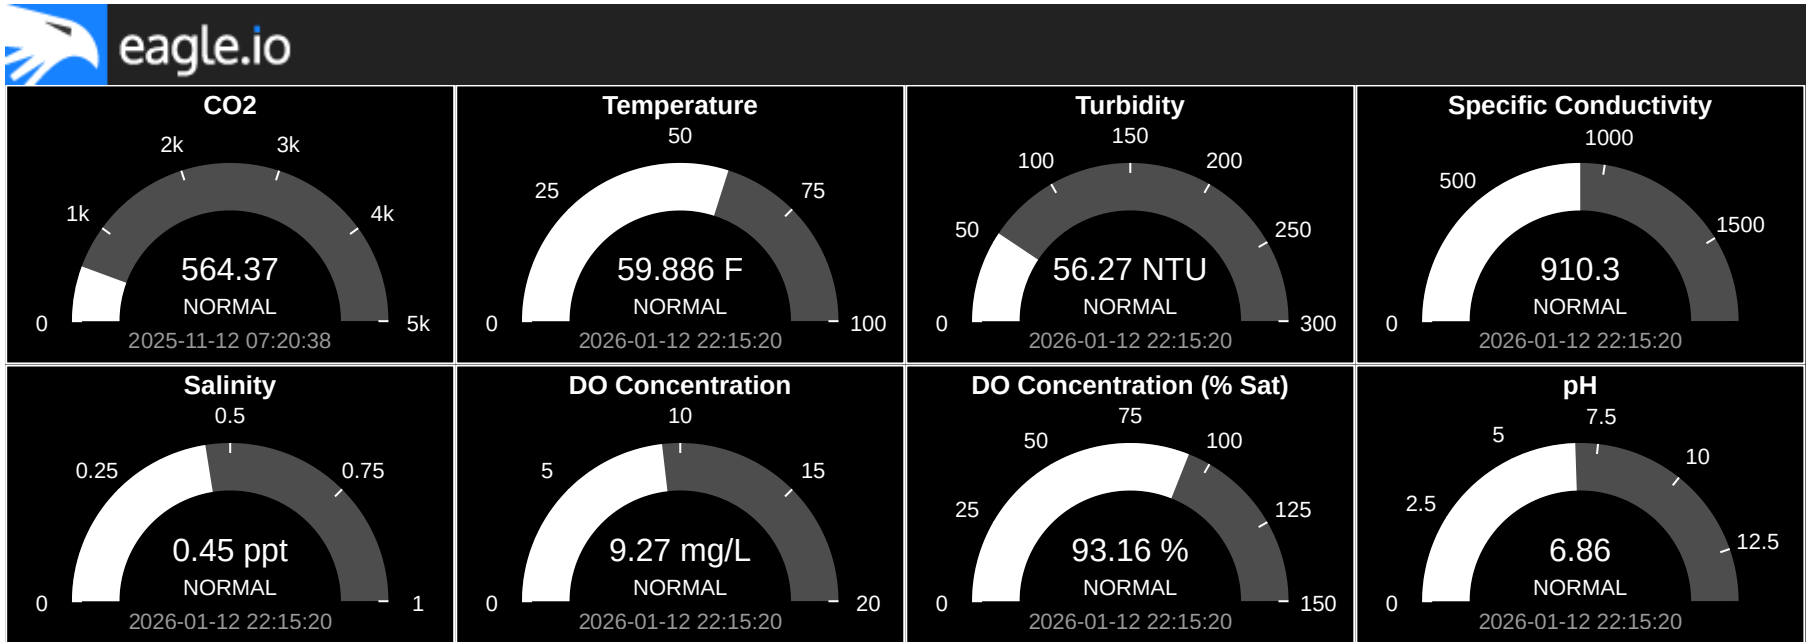 eagle.io
CO2
0
1k
2k
3k
4k
5k
564.37
NORMAL
2025-11-12 07:20:38
Temperature
0
25
50
75
100
59.886 F
NORMAL
2026-01-12 22:15:20
Turbidity
0
50
100
150
200
250
300
56.27 NTU
NORMAL
2026-01-12 22:15:20
Specific Conductivity
0
500
1000
1500
910.3
NORMAL
2026-01-12 22:15:20
Salinity
0
0.25
0.5
0.75
1
0.45 ppt
NORMAL
2026-01-12 22:15:20
DO Concentration
0
5
10
15
20
9.27 mg/L
NORMAL
2026-01-12 22:15:20
DO Concentration (% Sat)
0
25
50
75
100
125
150
93.16 %
NORMAL
2026-01-12 22:15:20
pH
0
2.5
5
7.5
10
12.5
6.86
NORMAL
2026-01-12 22:15:20